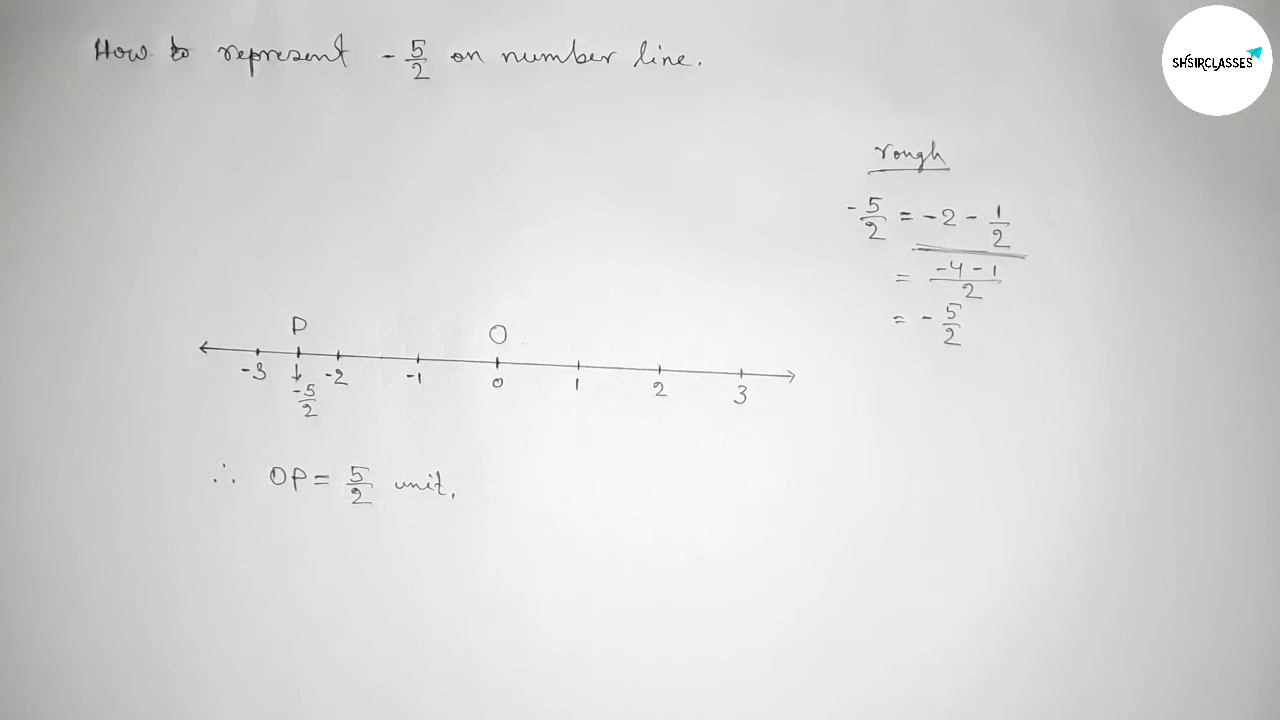 How to represent -5/2 on number line.
SHSIRCLASSES
rough
-5/2 = -2 - 1/2
= -4-1/2
= -5/2
P O
-3 -5/2 -2 -1 0 1 2 3
∴ OP = 5/2 unit.